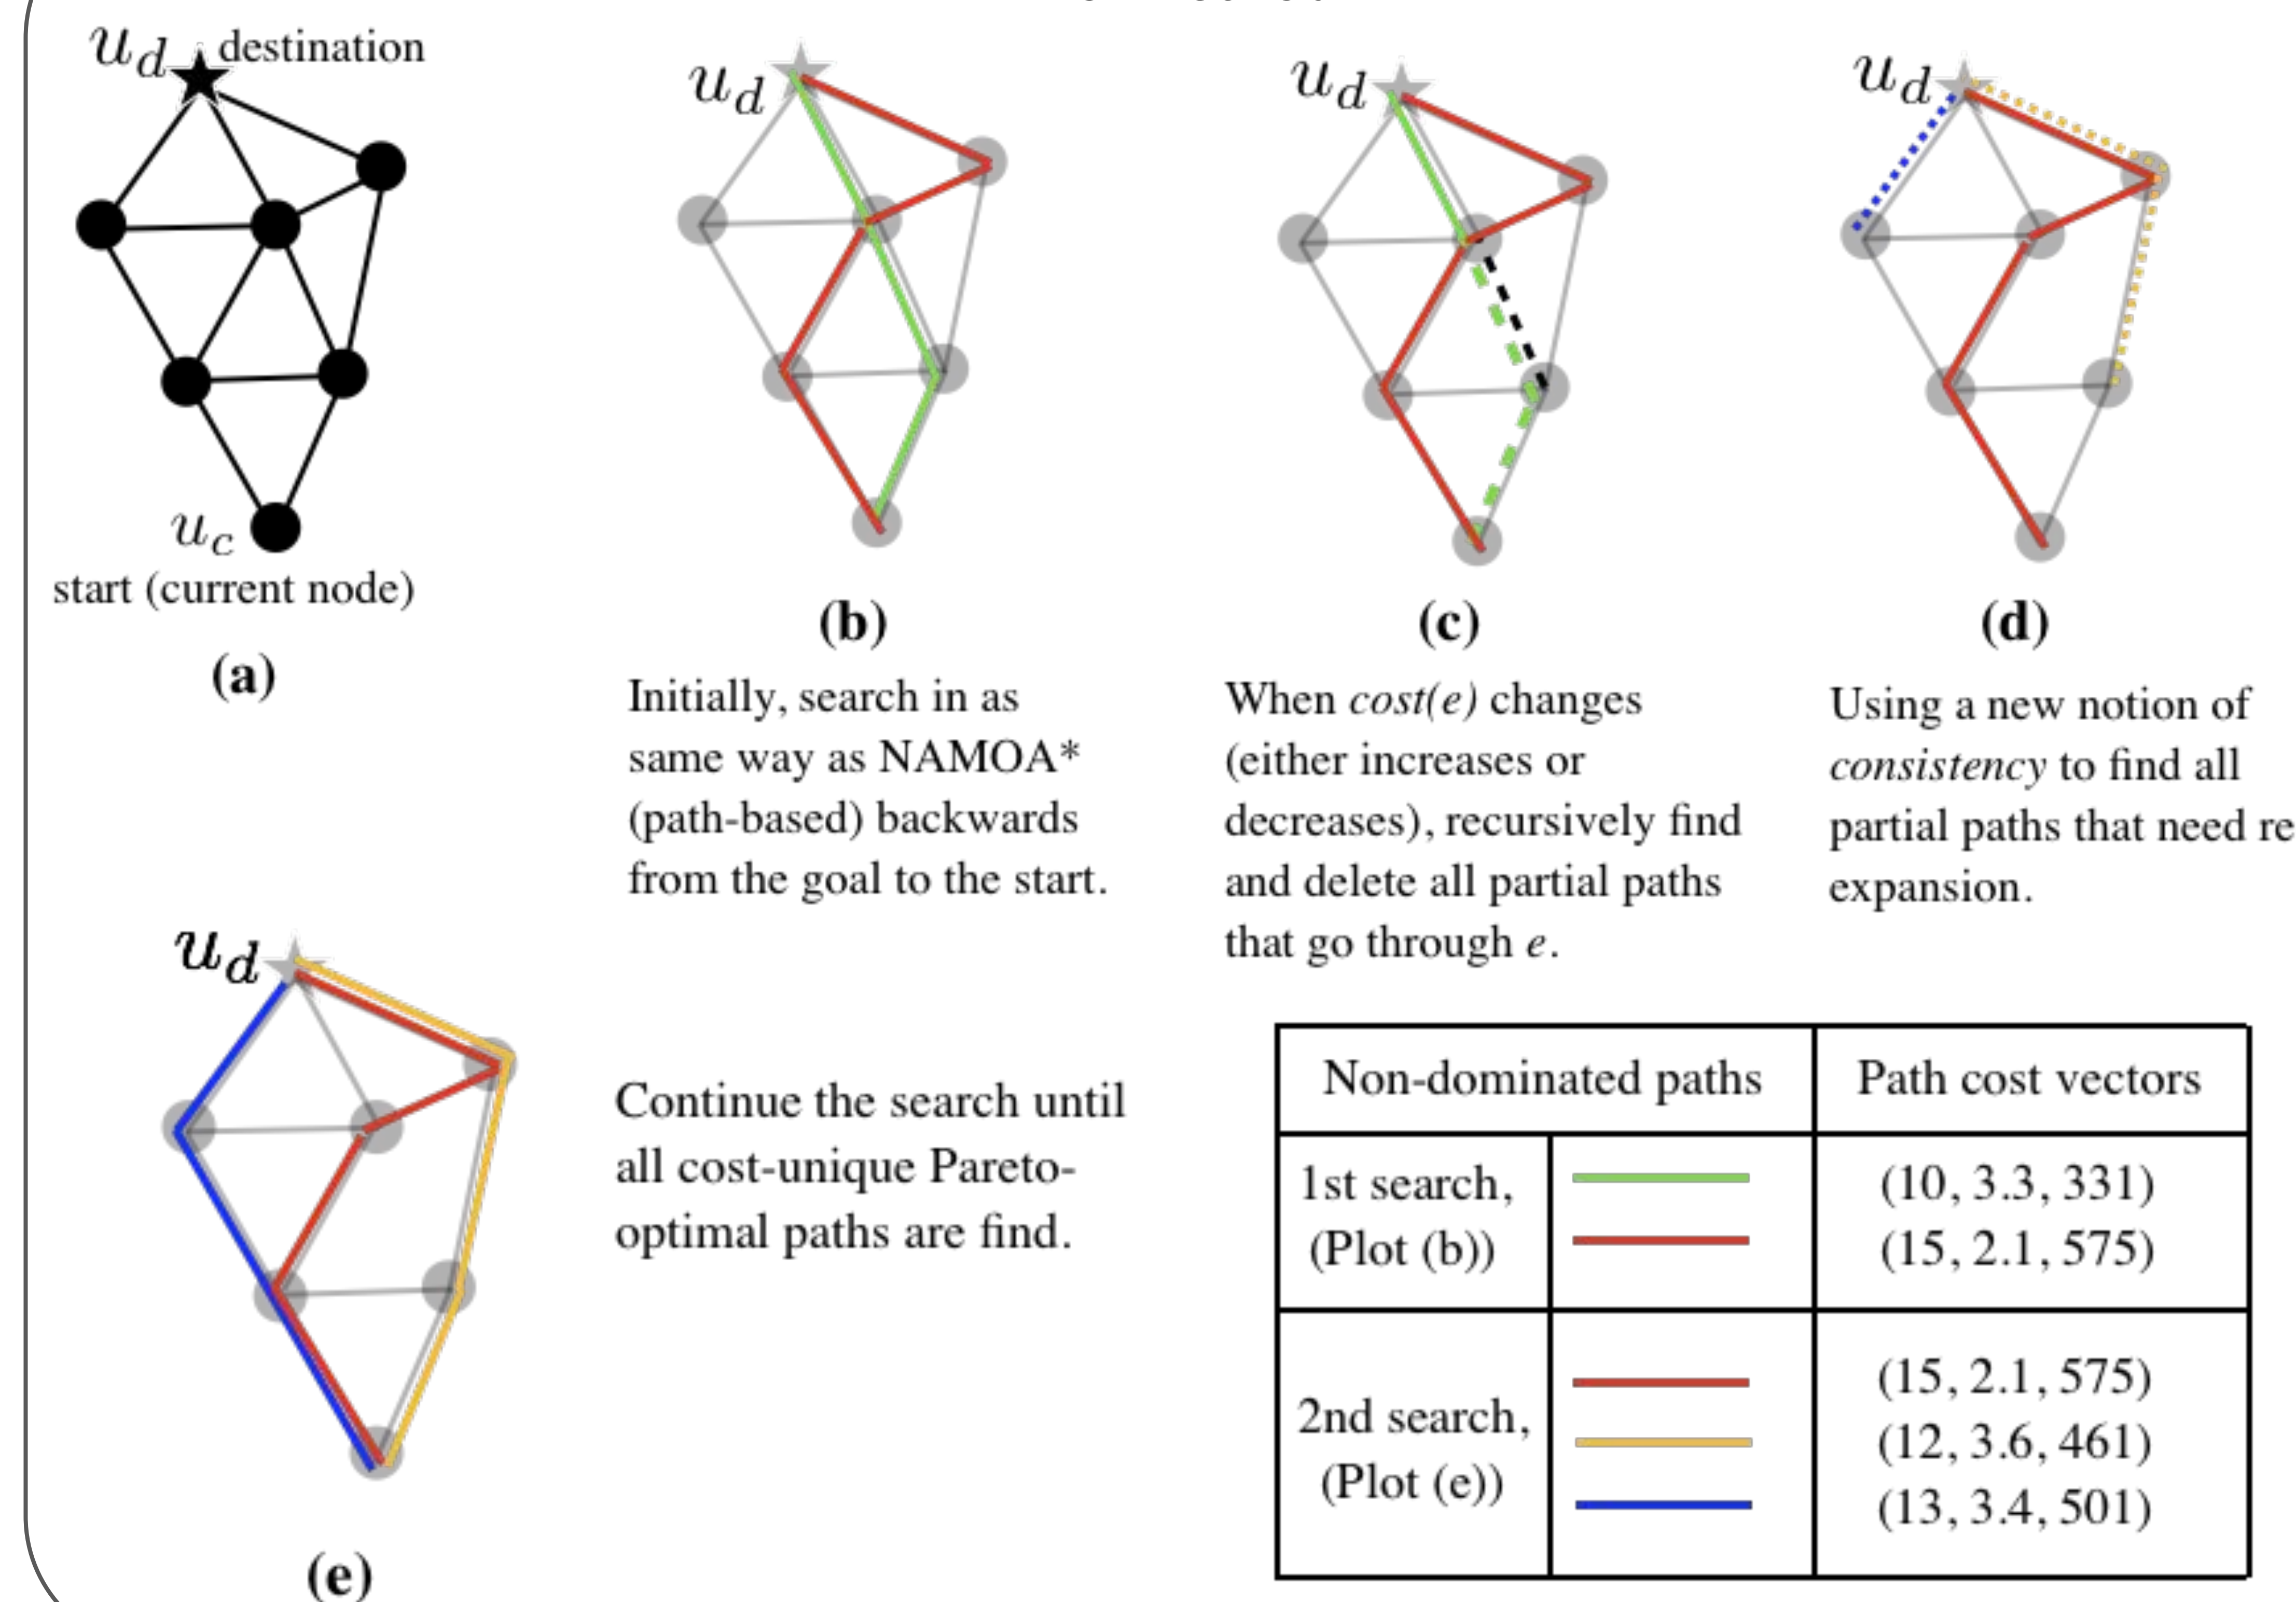 u_d destination
u_c
start (current node)
(a)
u_d
(b)
Initially, search in as
same way as NAMOA*
(path-based) backwards
from the goal to the start.
u_d
(c)
When cost(e) changes
(either increases or
decreases), recursively find
and delete all partial paths
that go through e.
u_d
(d)
Using a new notion of
consistency to find all
partial paths that need re
expansion.
u_d
(e)
Continue the search until
all cost-unique Pareto-
optimal paths are find.
Non-dominated paths Path cost vectors
1st search, (10, 3.3, 331)
(Plot (b)) (15, 2.1, 575)
(15, 2.1, 575)
2nd search, (12, 3.6, 461)
(Plot (e)) (13, 3.4, 501)